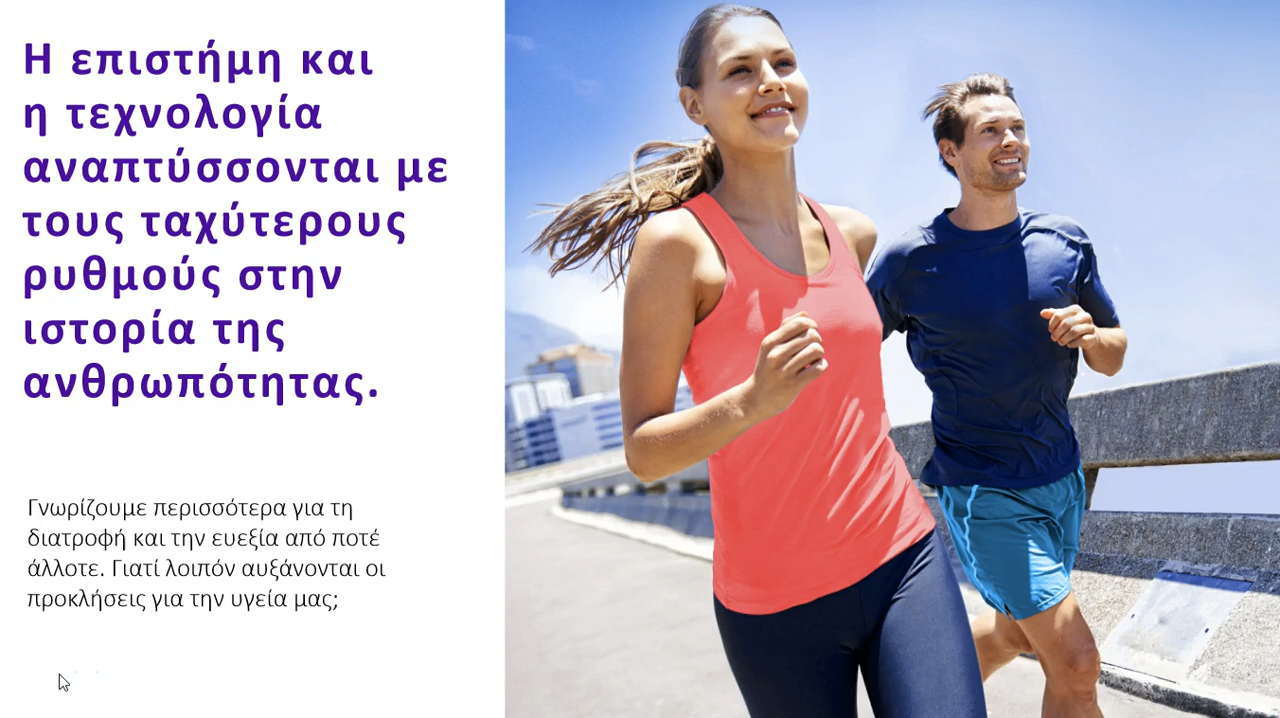 Η επιστήμη και
η τεχνολογία
αναπτύσσονται με
τους ταχύτερους
ρυθμούς στην
ιστορία της
ανθρωπότητας.
Γνωρίζουμε περισσότερα για τη
διατροφή και την ευεξία από ποτέ
άλλοτε. Γιατί λοιπόν αυξάνονται οι
προκλήσεις για την υγεία μας;